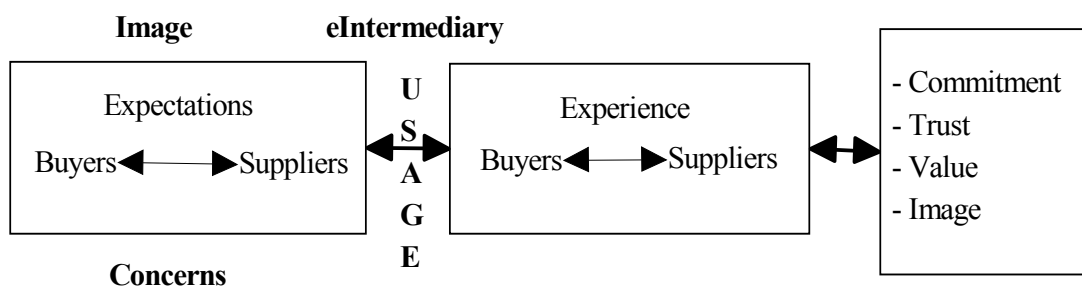 Image
eIntermediary
Expectations
Buyers Suppliers
Concerns
U
S
A
G
E
Experience
Buyers Suppliers
- Commitment
- Trust
- Value
- Image